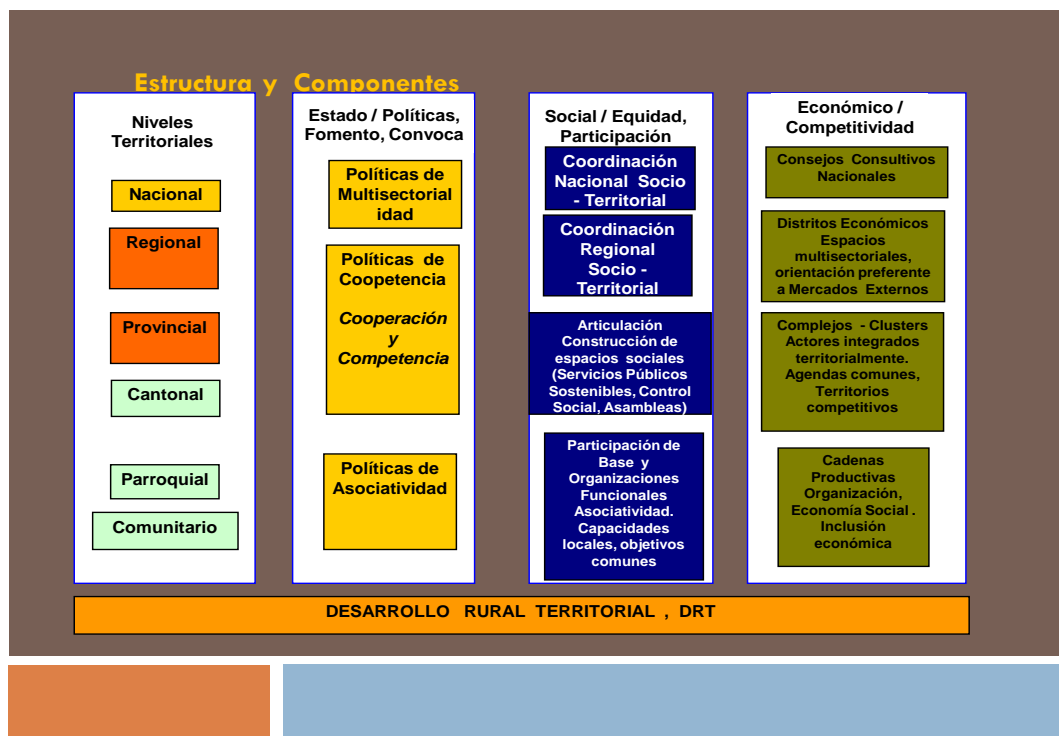 Estructura y Componentes
Niveles
Territoriales
Nacional
Regional
Provincial
Cantonal
Parroquial
Comunitario
Estado / Políticas,
Fomento, Convoca
Políticas de
Multisectorial
idad
Políticas de
Coopetencia
Cooperación
y
Competencia
Políticas de
Asociatividad
Social / Equidad,
Participación
Coordinación
Nacional Socio
- Territorial
Coordinación
Regional
Socio -
Territorial
Articulación
Construcción de
espacios sociales
(Servicios Públicos
Sostenibles, Control
Social, Asambleas)
Participación de
Base y
Organizaciones
Funcionales
Asociatividad.
Capacidades
locales, objetivos
comunes
Económico /
Competitividad
Consejos Consultivos
Nacionales
Distritos Económicos
Espacios
multisectoriales,
orientación preferente
a Mercados Externos
Complejos - Clusters
Actores integrados
territorialmente.
Agendas comunes,
Territorios
competitivos
Cadenas
Productivas
Organización,
Economía Social .
Inclusión
económica
DESARROLLO RURAL TERRITORIAL , DRT